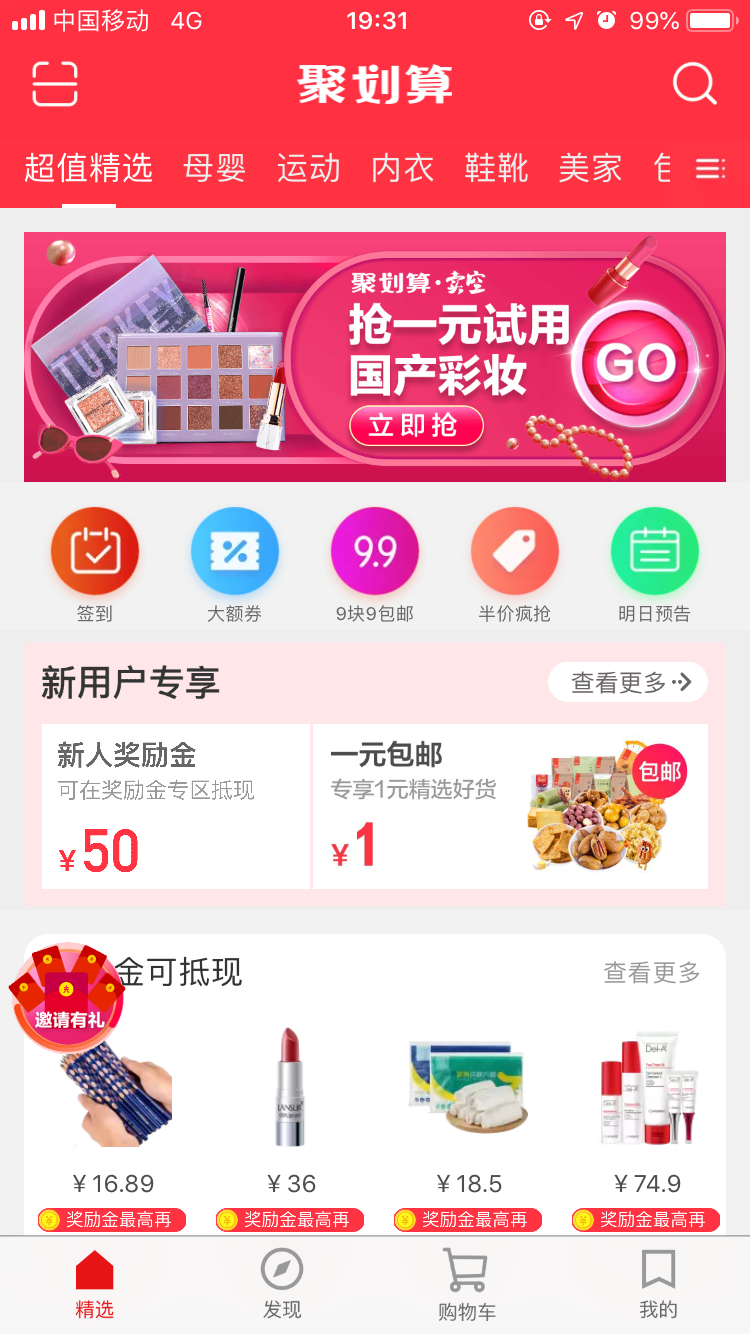 中国移动 4G 19:31 99%
聚划算
超值精选 母婴 运动 内衣 鞋靴 美家
TURKEY
聚划算·卖空
抢一元试用
国产彩妆
立即抢
GO
9.9
签到 大额券 9块9包邮 半价疯抢 明日预告
新用户专享 查看更多
新人奖励金
可在奖励金专区抵现
¥50
一元包邮
专享1元精选好货
¥1
包邮
金可抵现 查看更多
邀请有礼
¥16.89 ¥36 ¥18.5 ¥74.9
奖励金最高再 奖励金最高再 奖励金最高再 奖励金最高再
精选 发现 购物车 我的